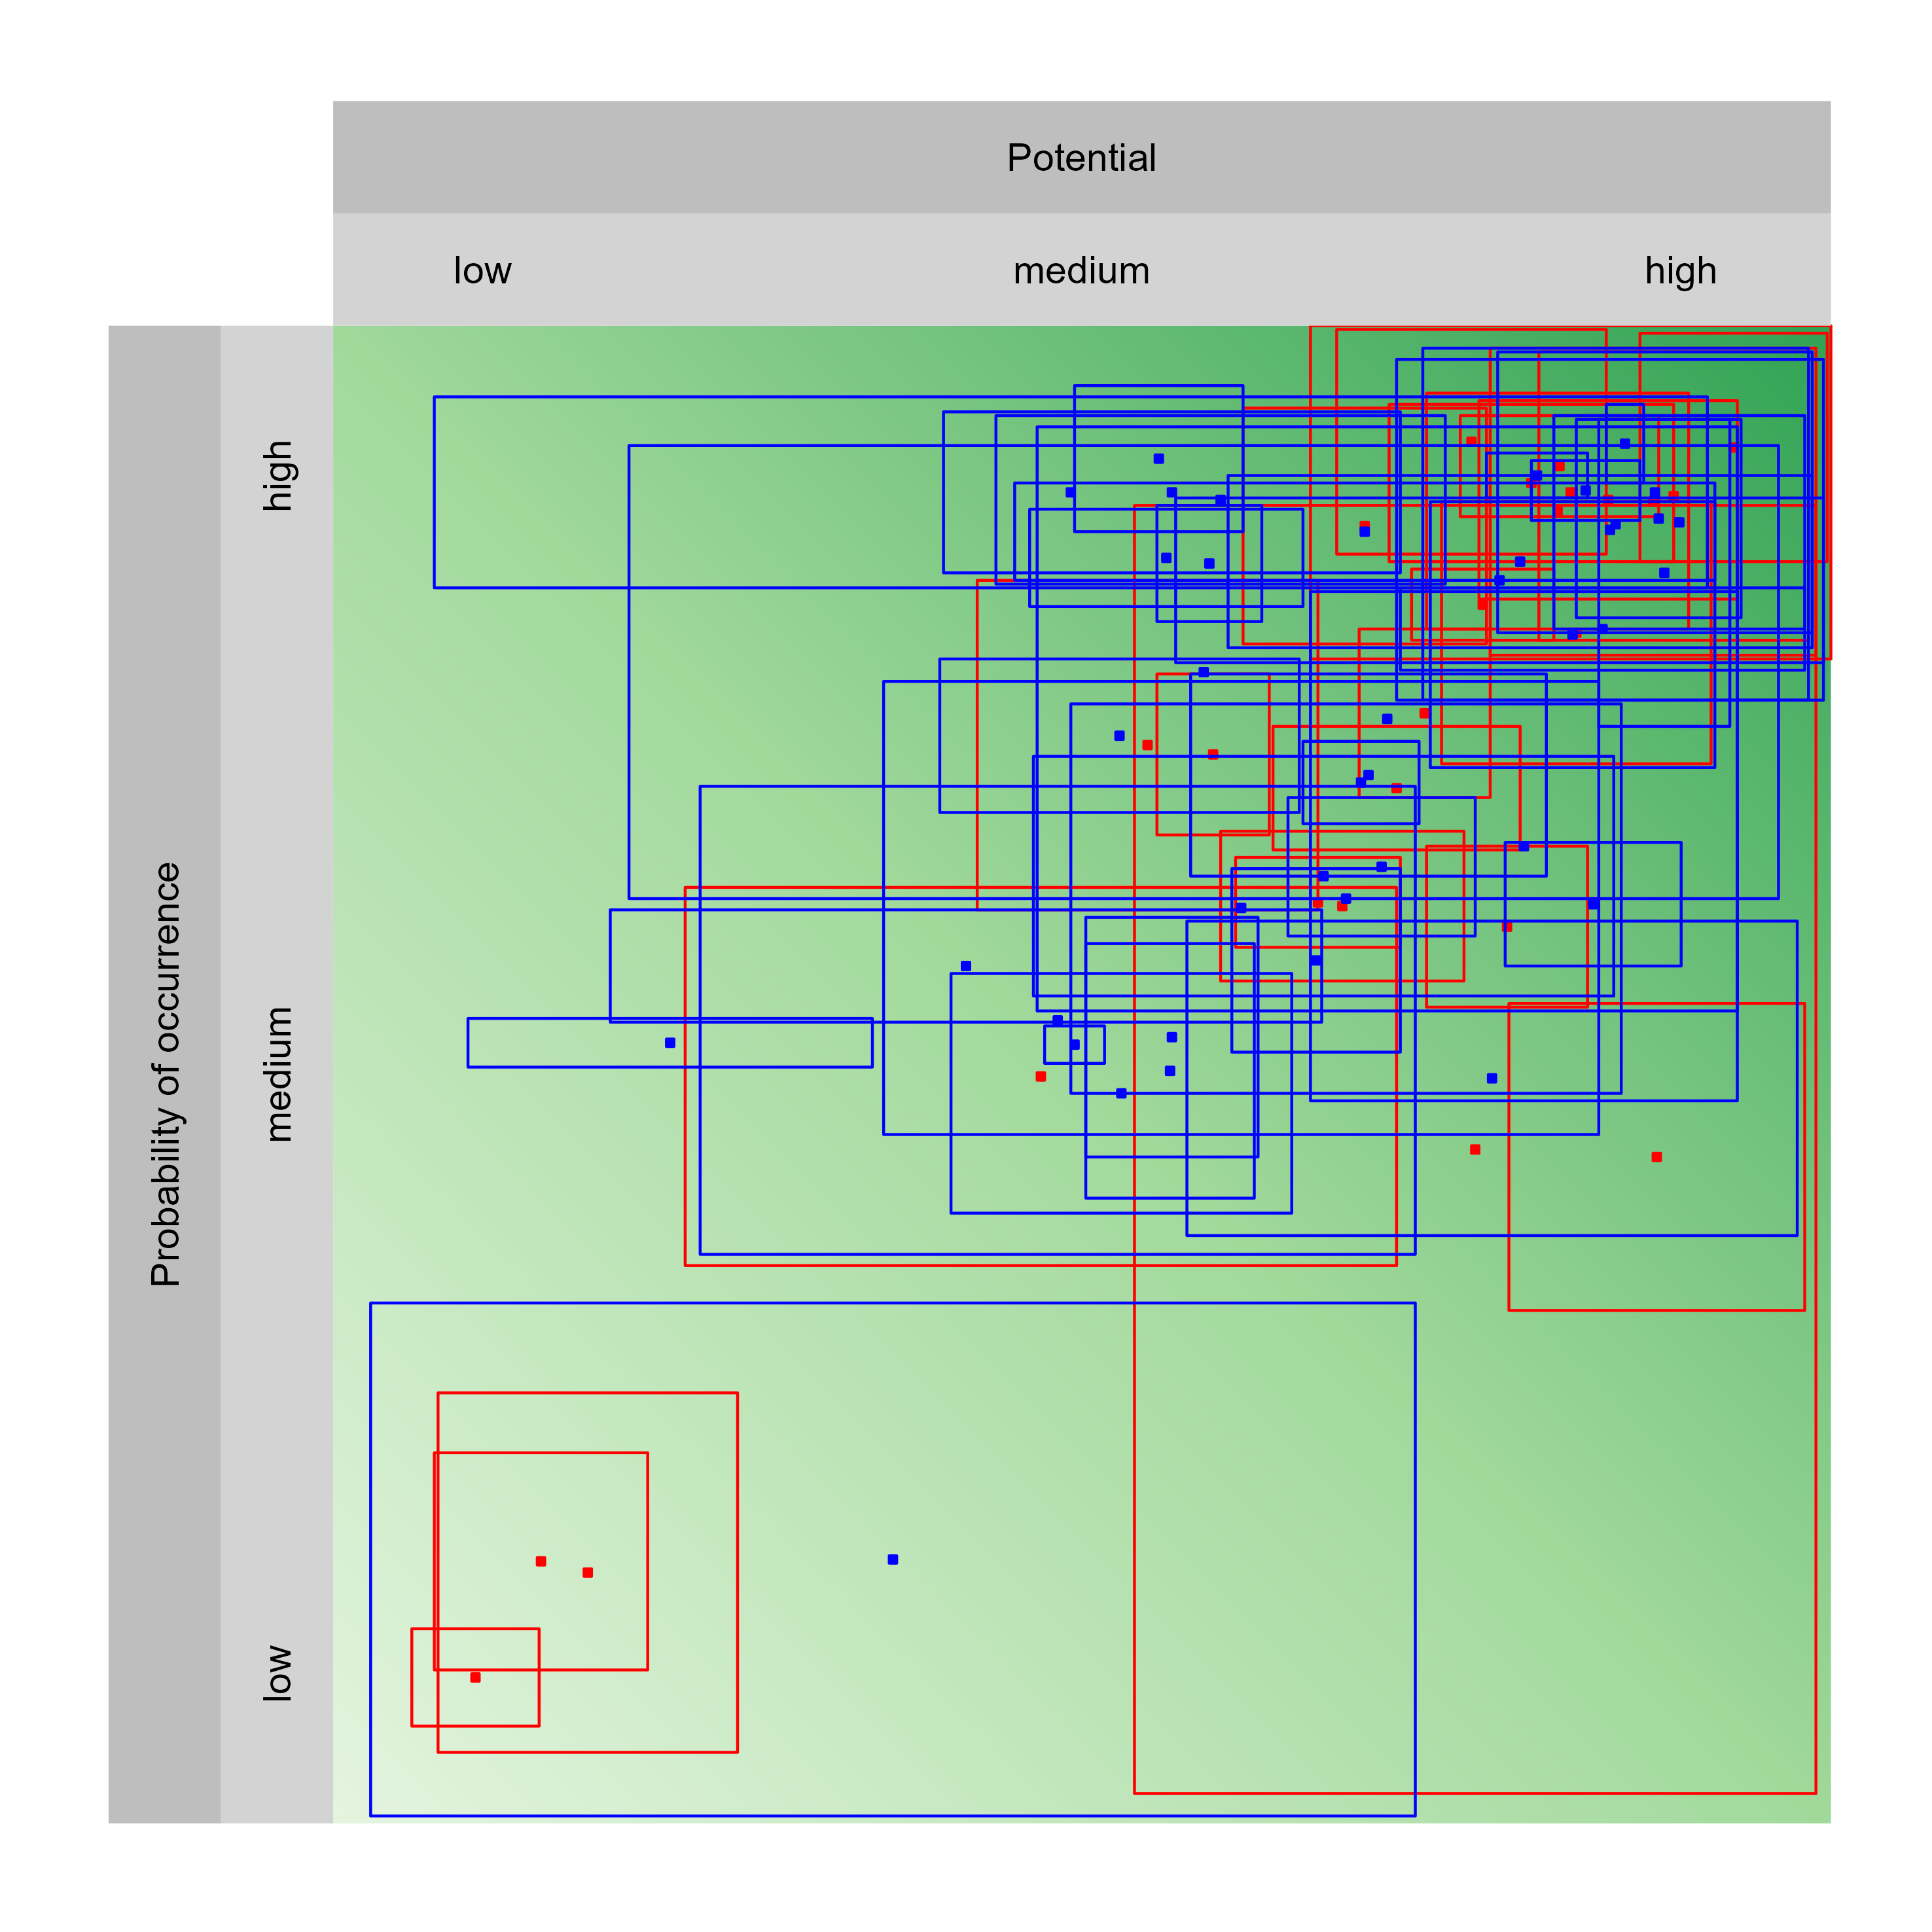 Potential
low
medium
high
Probability of occurrence
high
medium
low